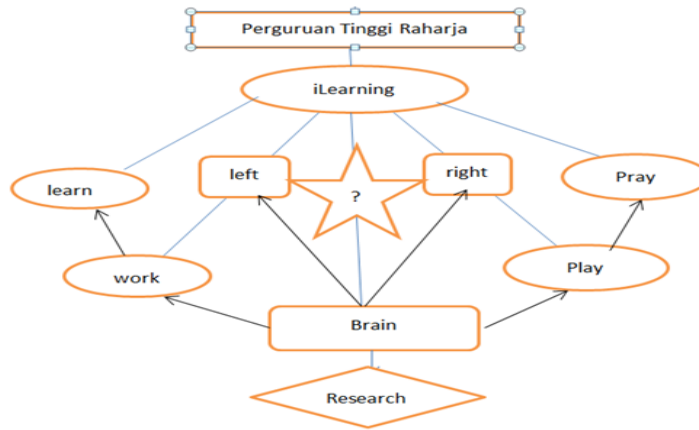 Perguruan Tinggi Raharja
iLearning
left
right
learn
?
Pray
work
Play
Brain
Research